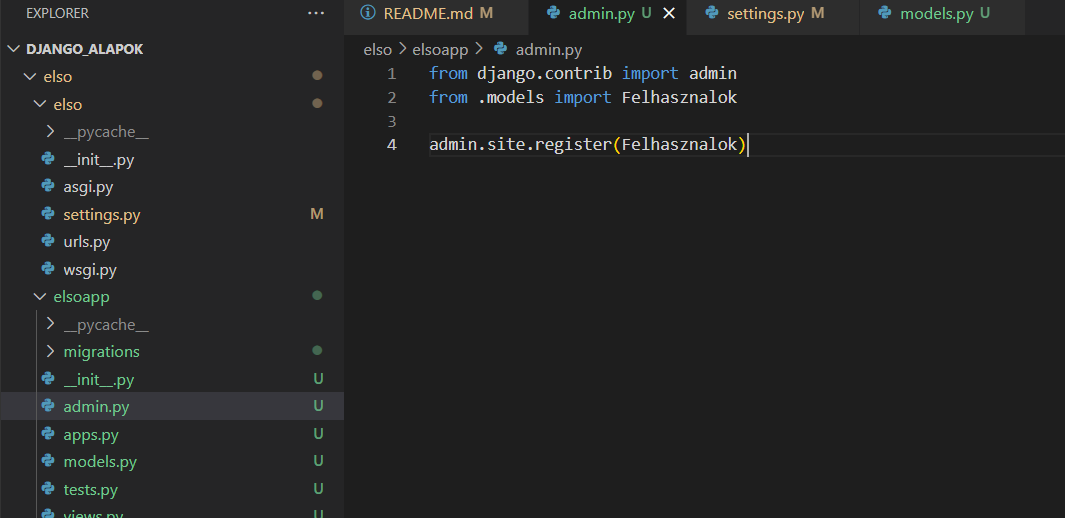 EXPLORER ...
README.md M admin.py U settings.py M models.py U
DJANGO_ALAPOK
elso
elso
__pycache__
__init__.py
asgi.py
settings.py M
urls.py
wsgi.py
elsoapp
__pycache__
migrations
__init__.py U
admin.py U
apps.py U
models.py U
tests.py U
views.py U
elso > elsoapp > admin.py
1 from django.contrib import admin
2 from .models import Felhasznalok
3
4 admin.site.register(Felhasznalok)